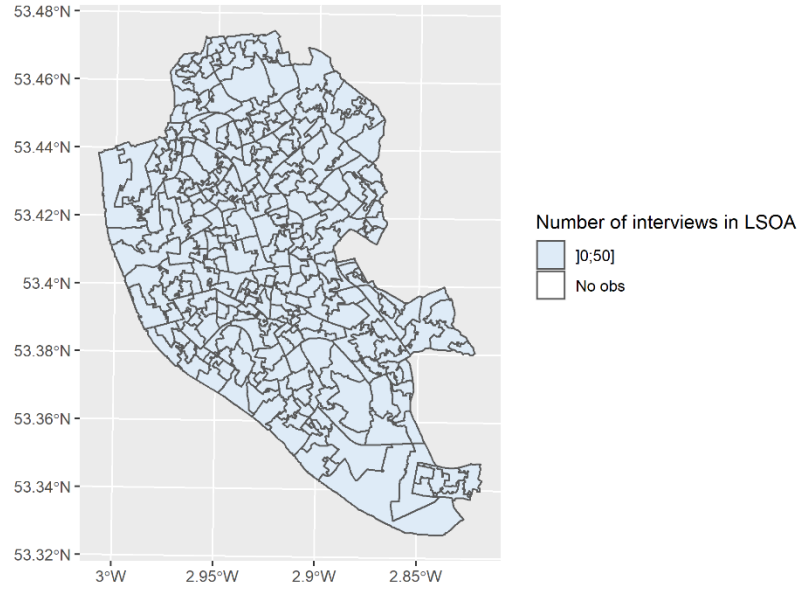 53.48°N
53.46°N
53.44°N
53.42°N
53.4°N
53.38°N
53.36°N
53.34°N
53.32°N
3°W
2.95°W
2.9°W
2.85°W
Number of interviews in LSOA
]0;50]
No obs